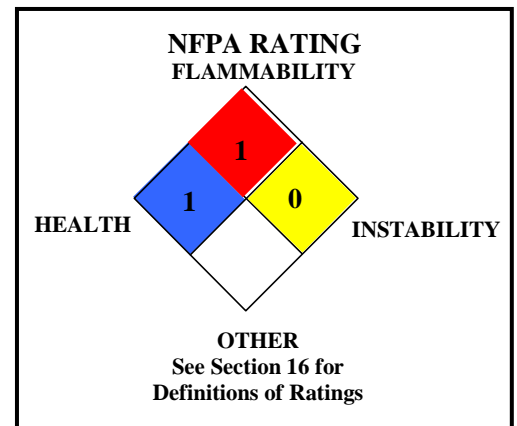 NFPA RATING
FLAMMABILITY
1
1
0
HEALTH
INSTABILITY
OTHER
See Section 16 for
Definitions of Ratings